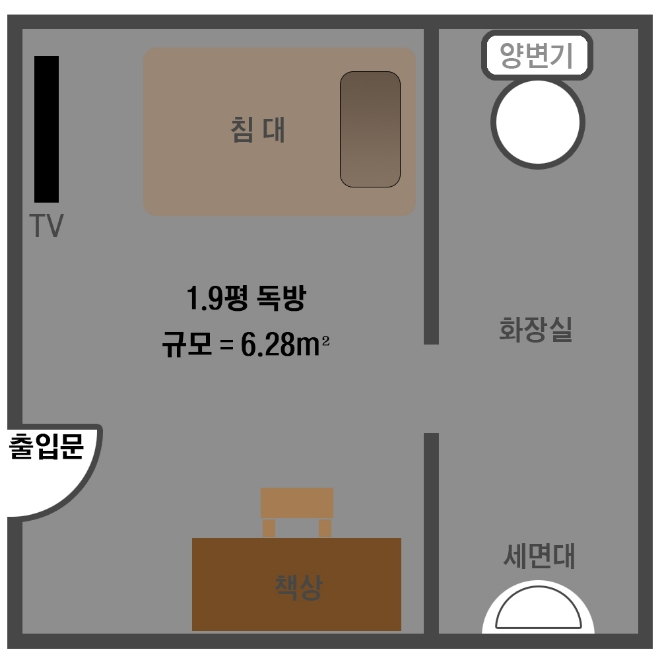 양변기
침 대
TV
1.9평 독방
규모 = 6.28m²
화장실
출입문
세면대
책상